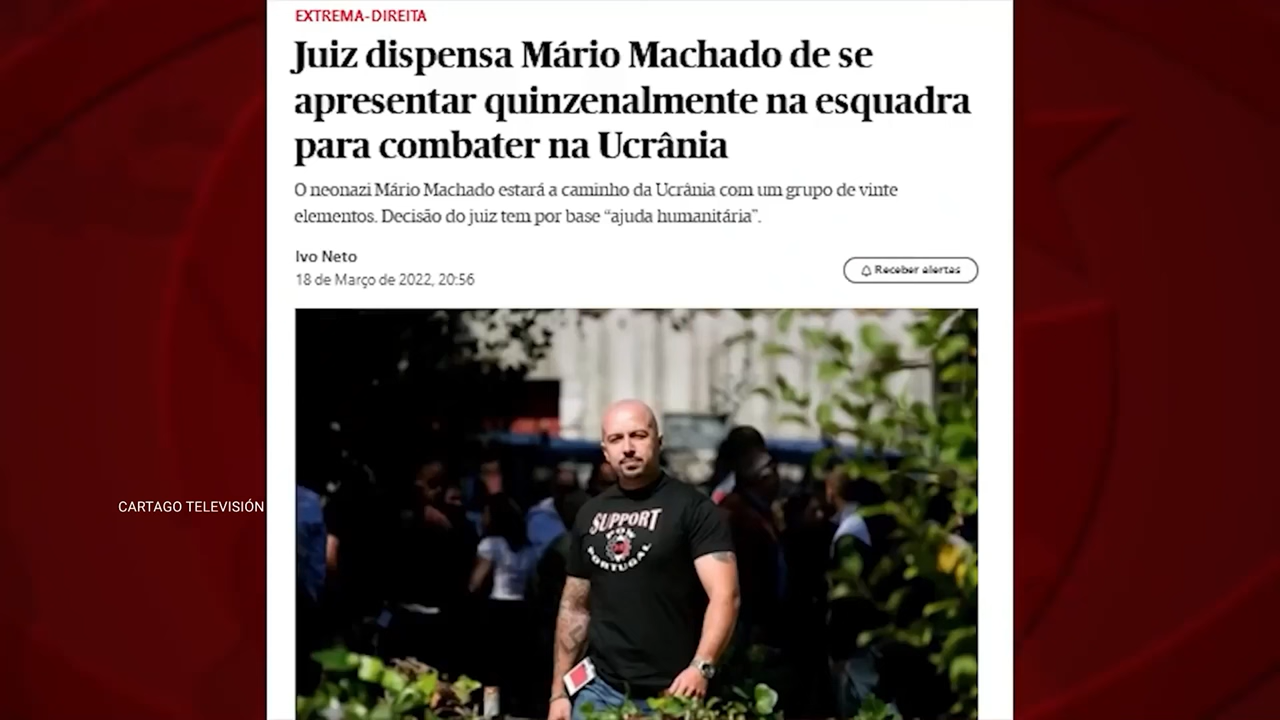 EXTREMA-DIREITA
Juiz dispensa Mário Machado de se
apresentar quinzenalmente na esquadra
para combater na Ucrânia
O neonazi Mário Machado estará a caminho da Ucrânia com um grupo de vinte
elementos. Decisão do juiz tem por base “ajuda humanitária”.
Ivo Neto
18 de Março de 2022, 20:56
Receber alertas
CARTAGO TELEVISIÓN
SUPPORT
POR
PORTUGAL